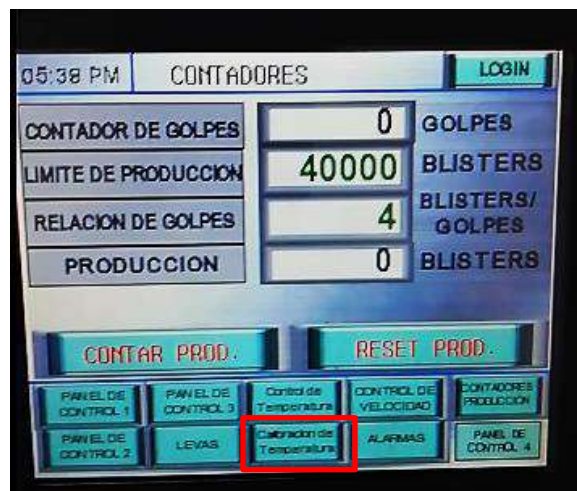 05:38 PM CONTADORES LOGIN
CONTADOR DE GOLPES 0 GOLPES
LIMITE DE PRODUCCION 40000 BLISTERS
RELACION DE GOLPES 4 BLISTERS/
GOLPES
PRODUCCION 0 BLISTERS
CONTAR PROD. RESET PROD.
PANEL DE
CONTROL 1
PANEL DE
CONTROL 3
Control de
Temperatura
CONTROL DE
VELOCIDAD
CONTADORES
PRODUCCION
PANEL DE
CONTROL 2
LEVAS
Calibracion de
Temperatura
ALARMAS
PANEL DE
CONTROL 4